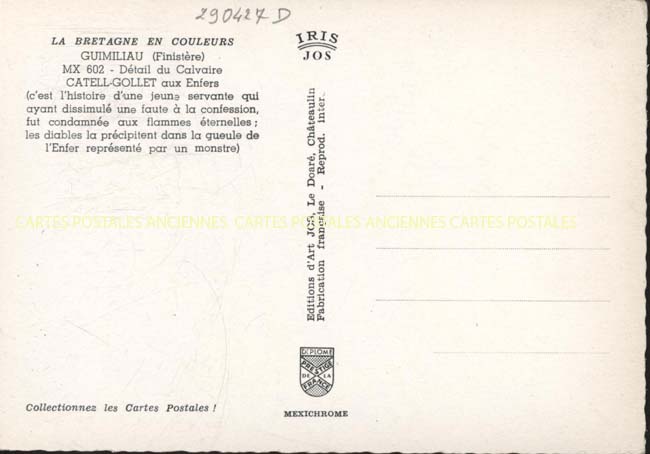 290427 D
LA BRETAGNE EN COULEURS
GUIMILIAU (Finistère)
MX 602 - Détail du Calvaire
CATELL-GOLLET aux Enfers
(c'est l'histoire d'une jeune servante qui
ayant dissimulé une faute à la confession,
fut condamnée aux flammes éternelles ;
les diables la précipitent dans la gueule de
l'Enfer représenté par un monstre)
IRIS
JOS
Editions d'Art JOS, Le Doaré, Châteaulin
Fabrication française - Reprod. inter.
CARTES POSTALES ANCIENNES CARTES POSTALES ANCIENNES CARTES POSTALES
DIPLOME
PRESTIGE
DE LA
FRANCE
MEXICHROME
Collectionnez les Cartes Postales !